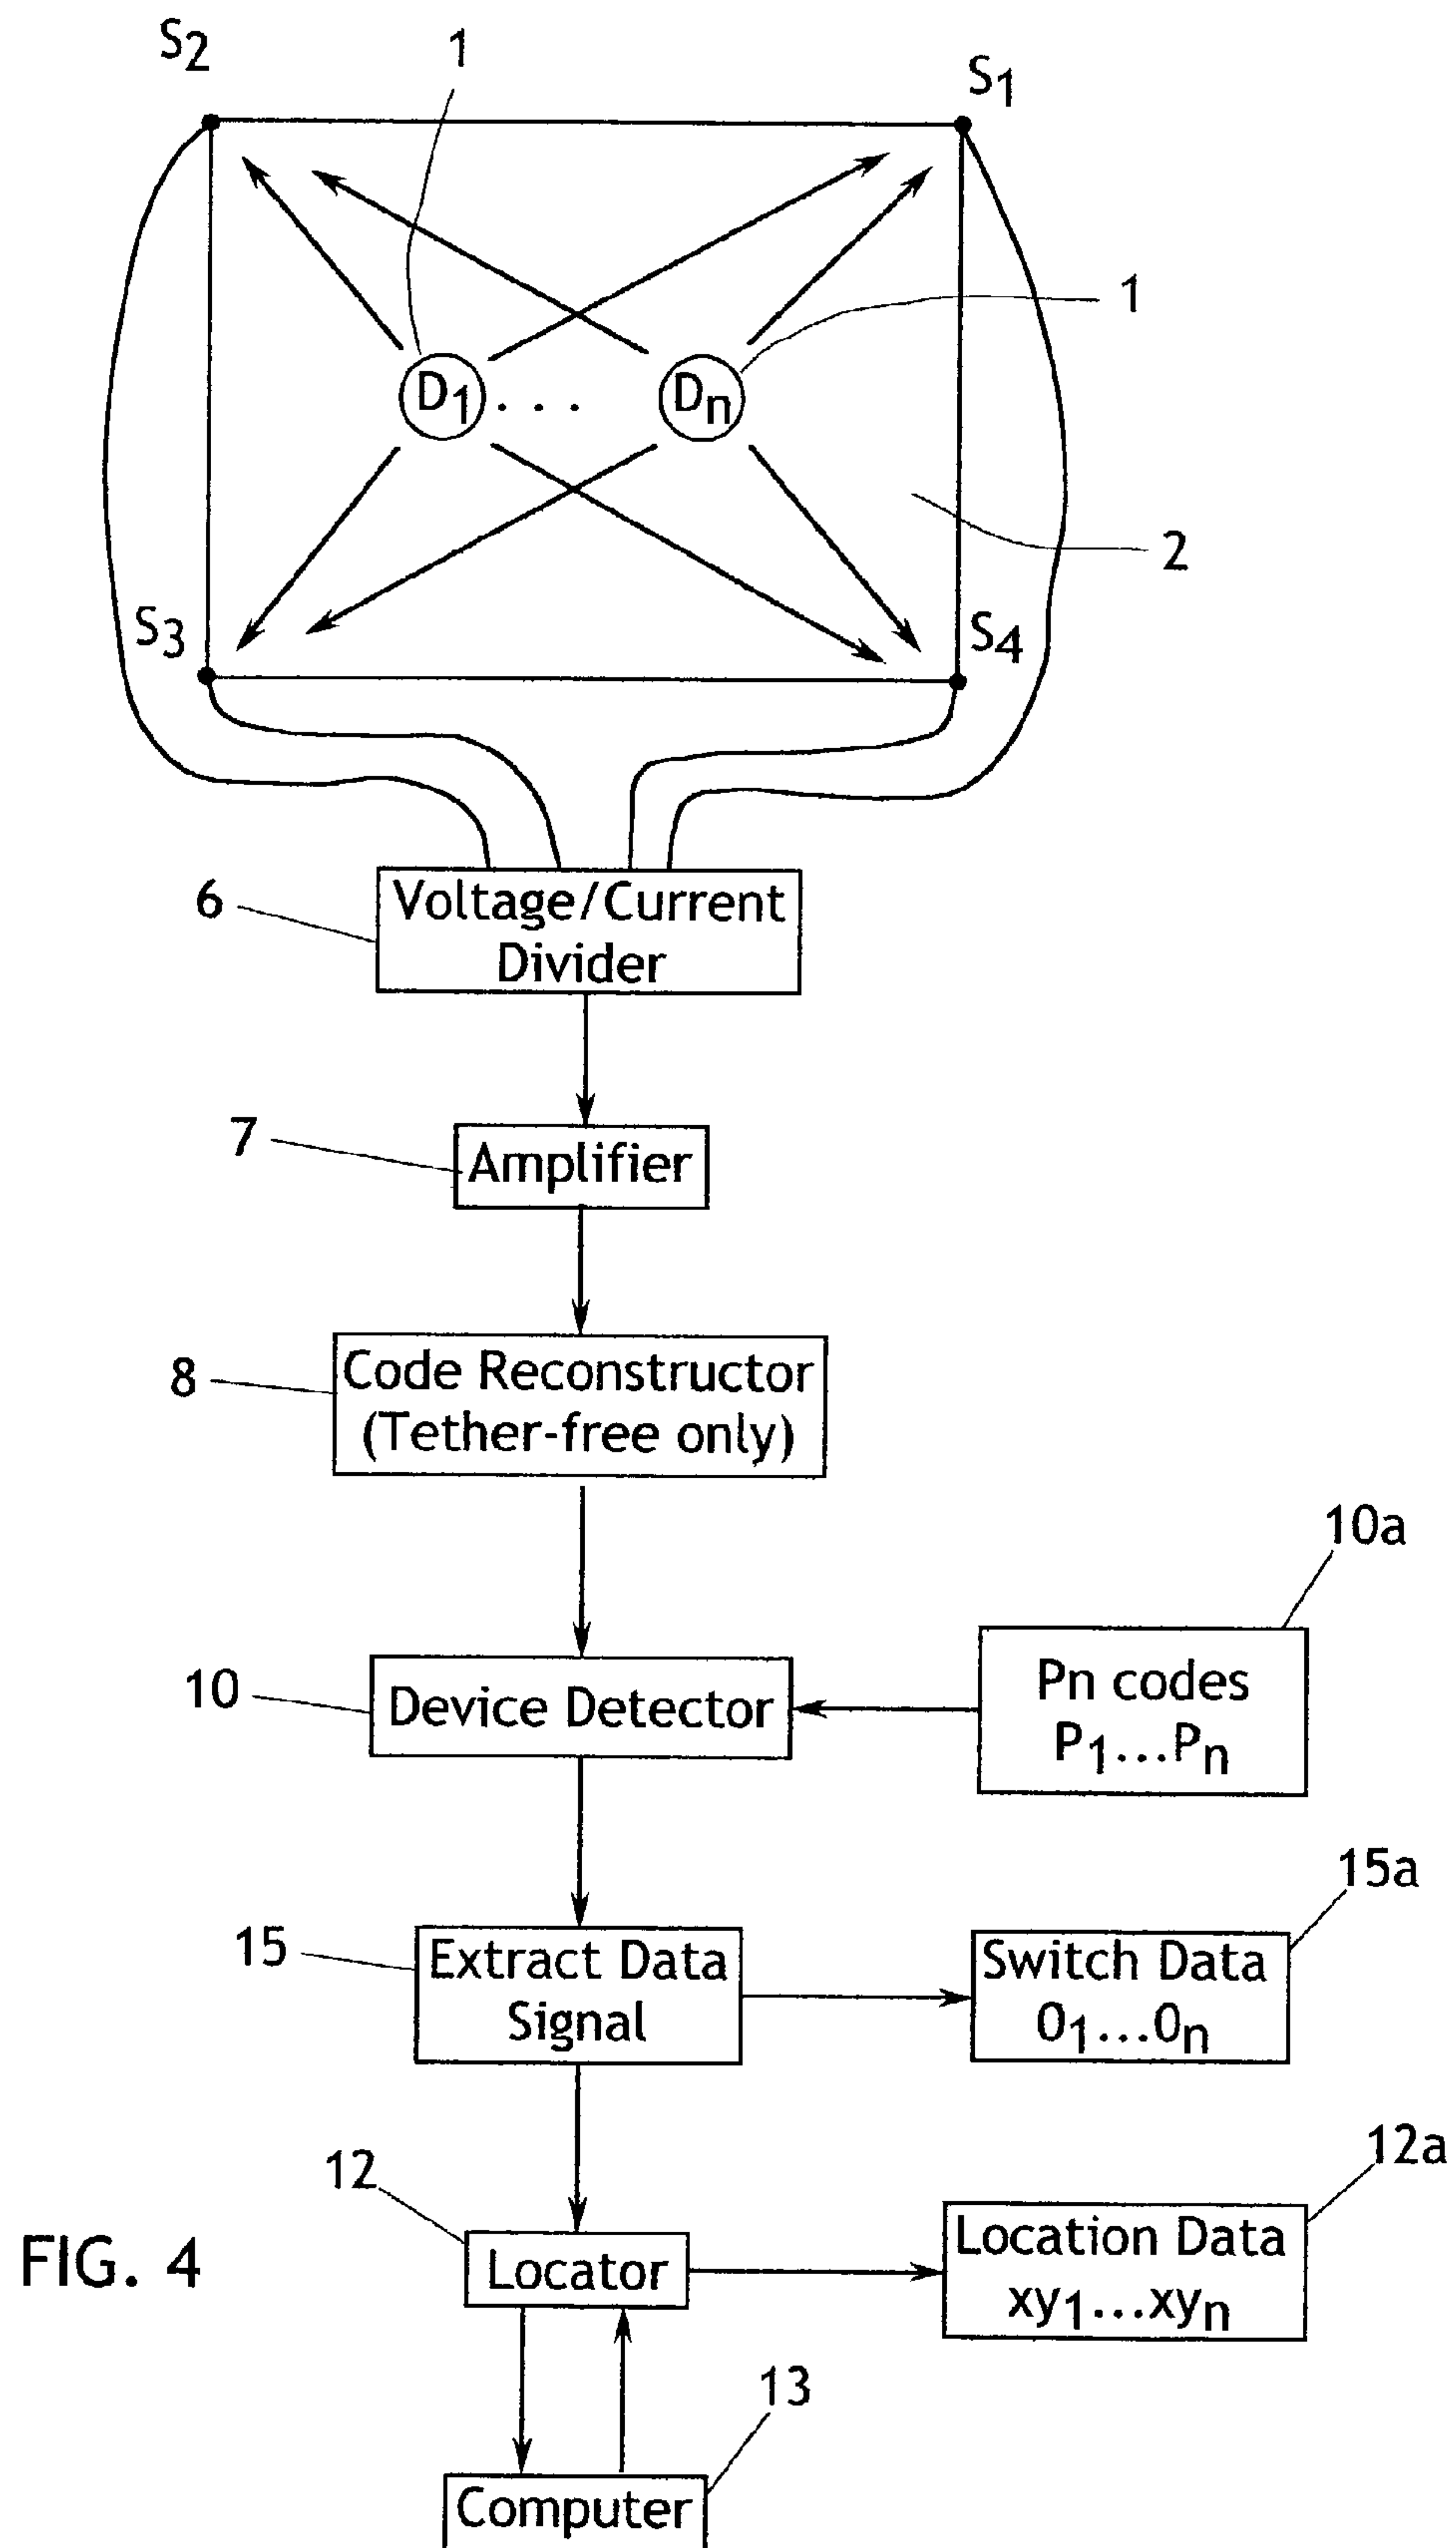 S2
1
S1
1
D1 . . . Dn
2
S3
S4
6
Voltage/Current
Divider
7
Amplifier
8
Code Reconstructor
(Tether-free only)
10a
10
Device Detector
Pn codes
P1...Pn
15a
15
Extract Data
Signal
Switch Data
O1...On
12a
12
Locator
Location Data
xy1...xyn
FIG. 4
13
Computer